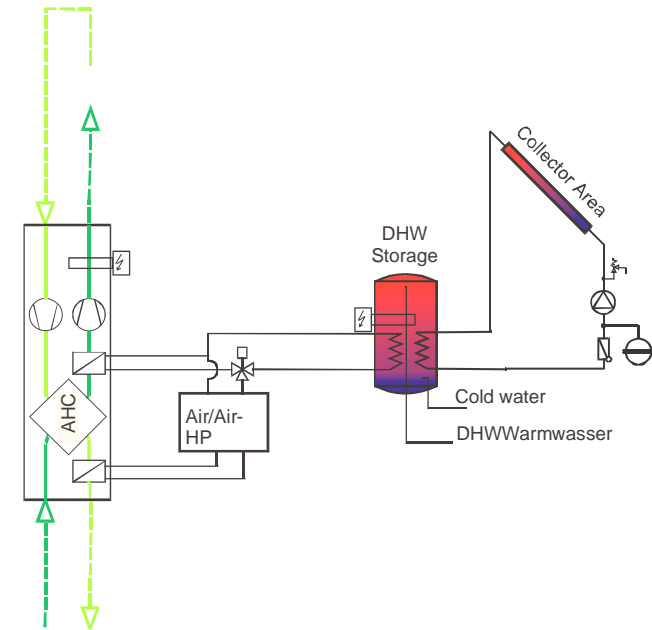 Collector Area
DHW
Storage
AHC
Air/Air-
HP
Cold water
DHWWarmwasser